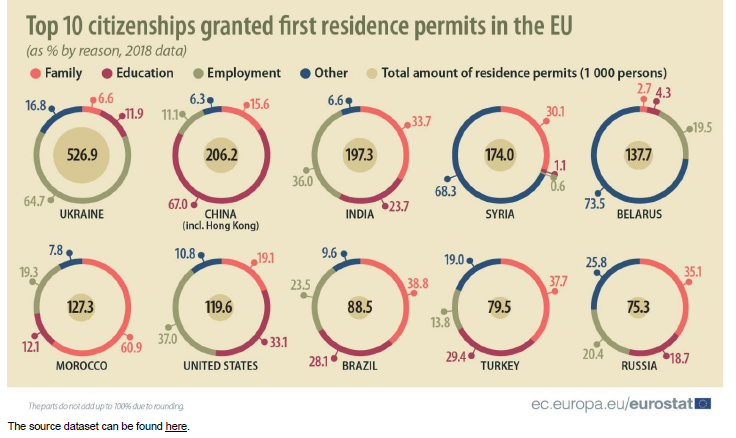 Top 10 citizenships granted first residence permits in the EU
(as % by reason, 2018 data)
Family Education Employment Other Total amount of residence permits (1 000 persons)
16.8 6.6 11.9 64.7 526.9
UKRAINE
6.3 15.6 11.1 67.0 206.2
CHINA
(incl. Hong Kong)
6.6 33.7 36.0 23.7 197.3
INDIA
30.1 1.1 0.6 68.3 174.0
SYRIA
2.7 4.3 19.5 73.5 137.7
BELARUS
7.8 19.3 12.1 60.9 127.3
MOROCCO
10.8 19.1 37.0 33.1 119.6
UNITED STATES
9.6 38.8 23.5 28.1 88.5
BRAZIL
19.0 37.7 13.8 29.4 79.5
TURKEY
25.8 35.1 20.4 18.7 75.3
RUSSIA
The parts do not add up to 100% due to rounding.
ec.europa.eu/eurostat
The source dataset can be found here.